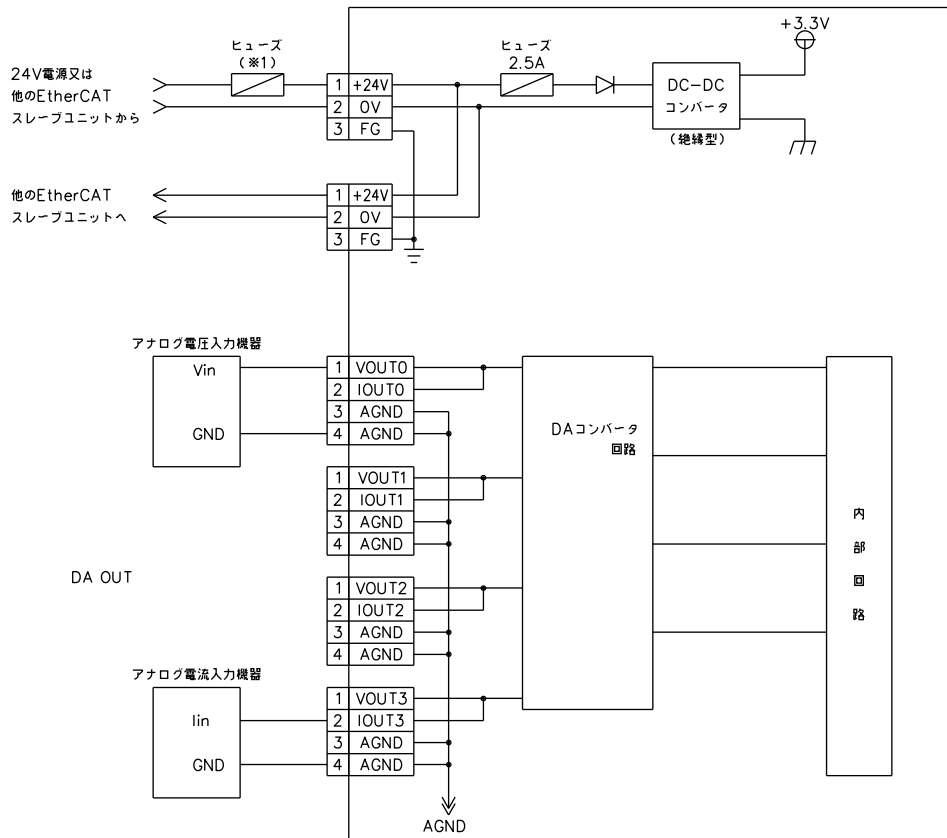 +3.3V
ヒューズ
(※1)
ヒューズ
2.5A
24V電源又は
他のEtherCAT
スレーブユニットから
1 +24V
2 0V
3 FG
DC-DC
コンバータ
(絶縁型)
他のEtherCAT
スレーブユニットへ
1 +24V
2 0V
3 FG
アナログ電圧入力機器
Vin
GND
1 VOUT0
2 IOUT0
3 AGND
4 AGND
DAコンバータ
回路
1 VOUT1
2 IOUT1
3 AGND
4 AGND
内
部
回
路
DA OUT
1 VOUT2
2 IOUT2
3 AGND
4 AGND
アナログ電流入力機器
Iin
GND
1 VOUT3
2 IOUT3
3 AGND
4 AGND
AGND